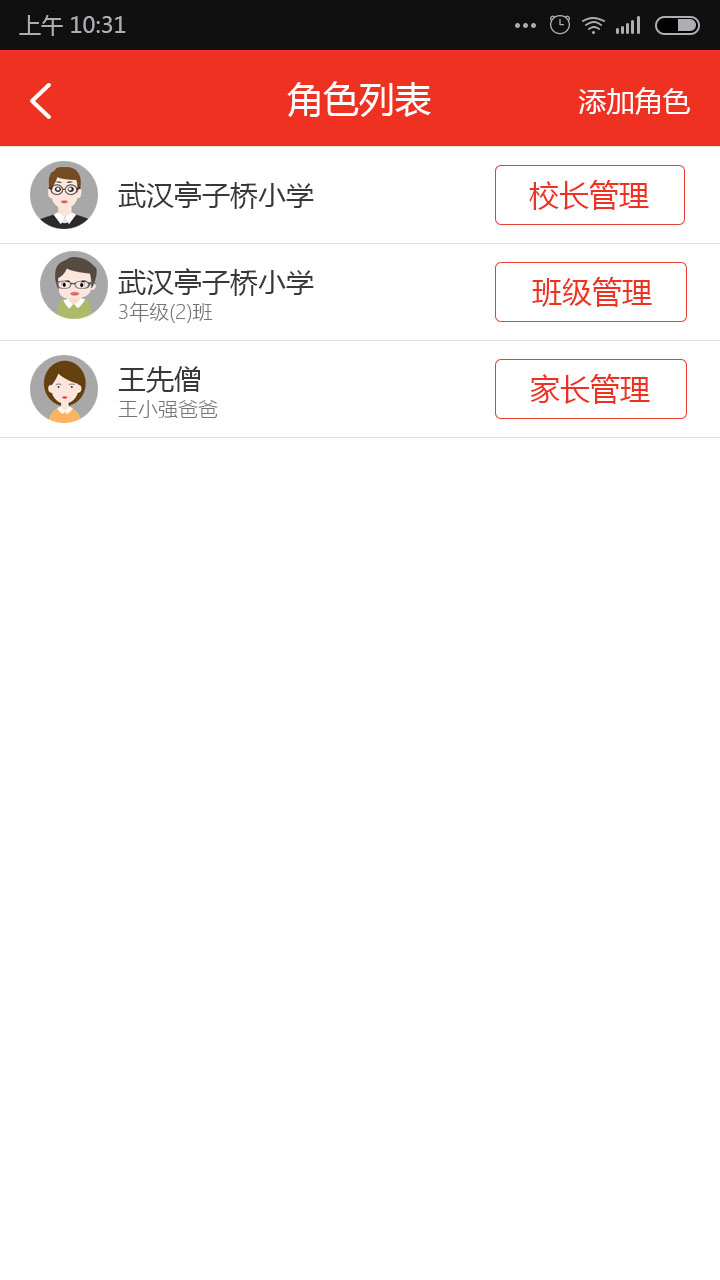 上午 10:31
角色列表
添加角色
武汉亭子桥小学
校长管理
武汉亭子桥小学
3年级(2)班
班级管理
王先僧
王小强爸爸
家长管理